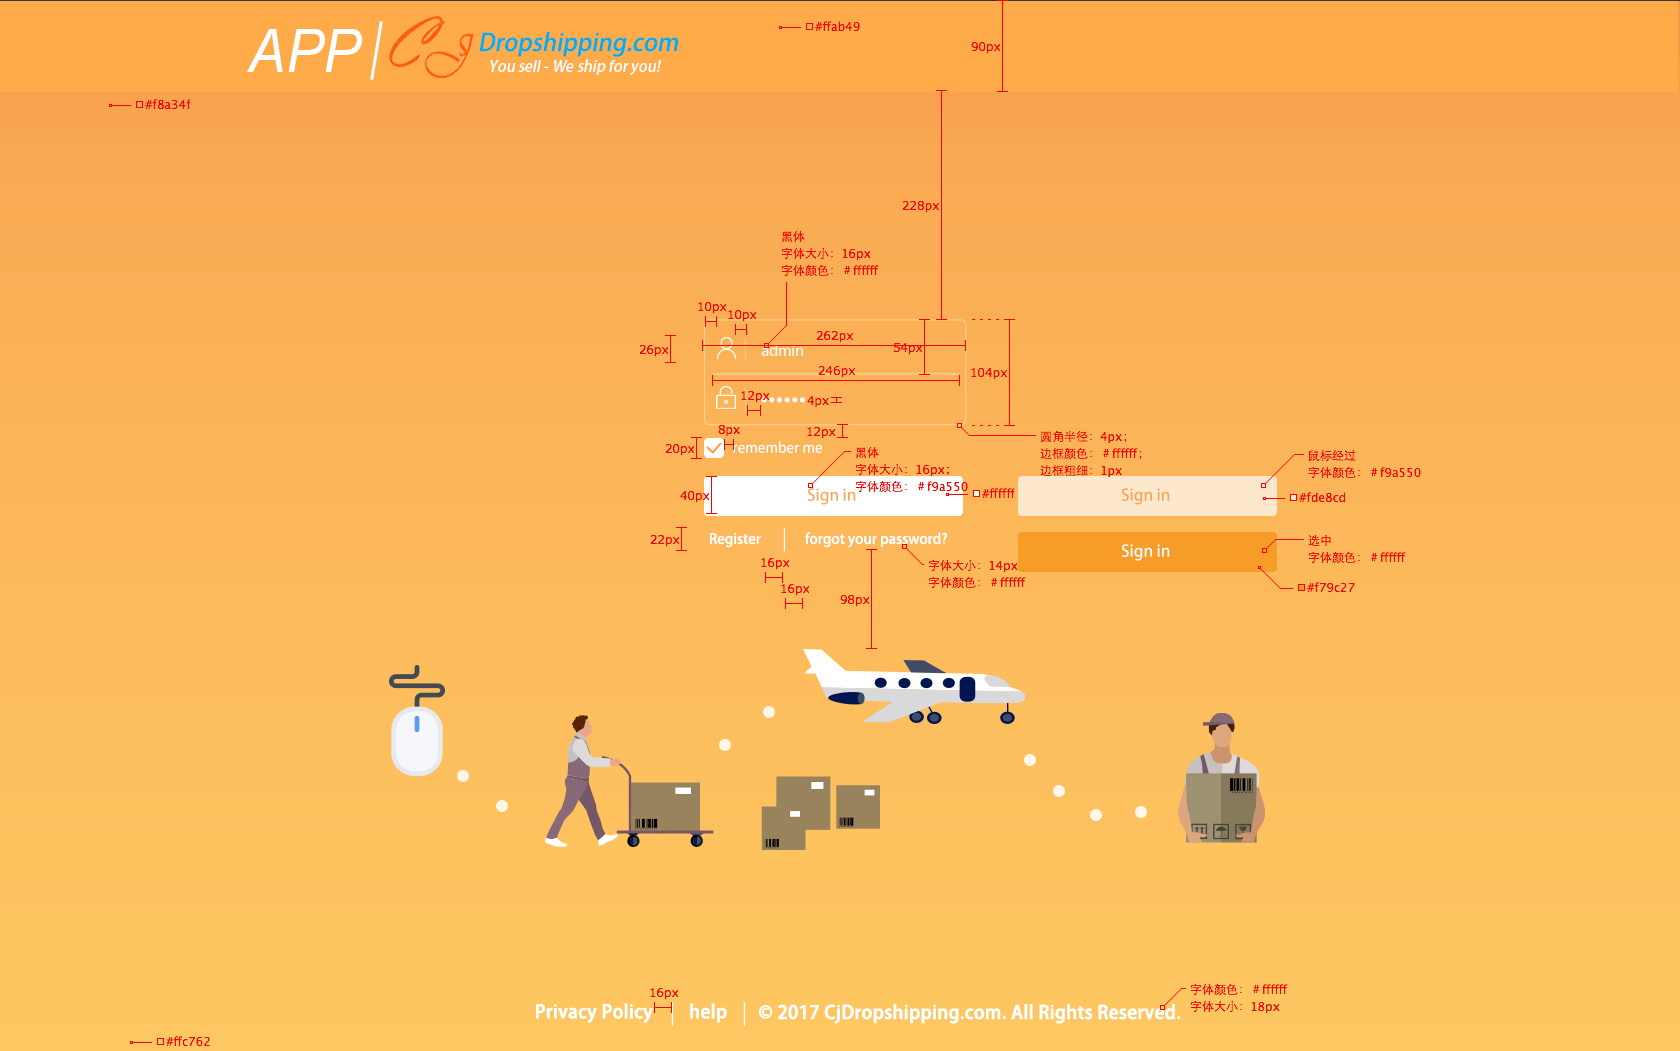 APP
CJ
Dropshipping.com
You sell - We ship for you!
#ffab49
90px
#f8a34f
228px
黑体
字体大小：16px
字体颜色：＃ffffff
10px
10px
262px
26px
admin
54px
246px
104px
12px
4px
8px
12px
20px
remember me
圆角半径：4px；
边框颜色：＃ffffff；
边框粗细：1px
黑体
字体大小：16px；
字体颜色：＃f9a550
鼠标经过
字体颜色：＃f9a550
40px
Sign in
#ffffff
Sign in
#fde8cd
22px
Register
forgot your password?
Sign in
选中
字体颜色：＃ffffff
16px
字体大小：14px
字体颜色：＃ffffff
16px
98px
#f79c27
16px
字体颜色：＃ffffff
字体大小：18px
Privacy Policy
help
© 2017 CjDropshipping.com. All Rights Reserved.
#ffc762